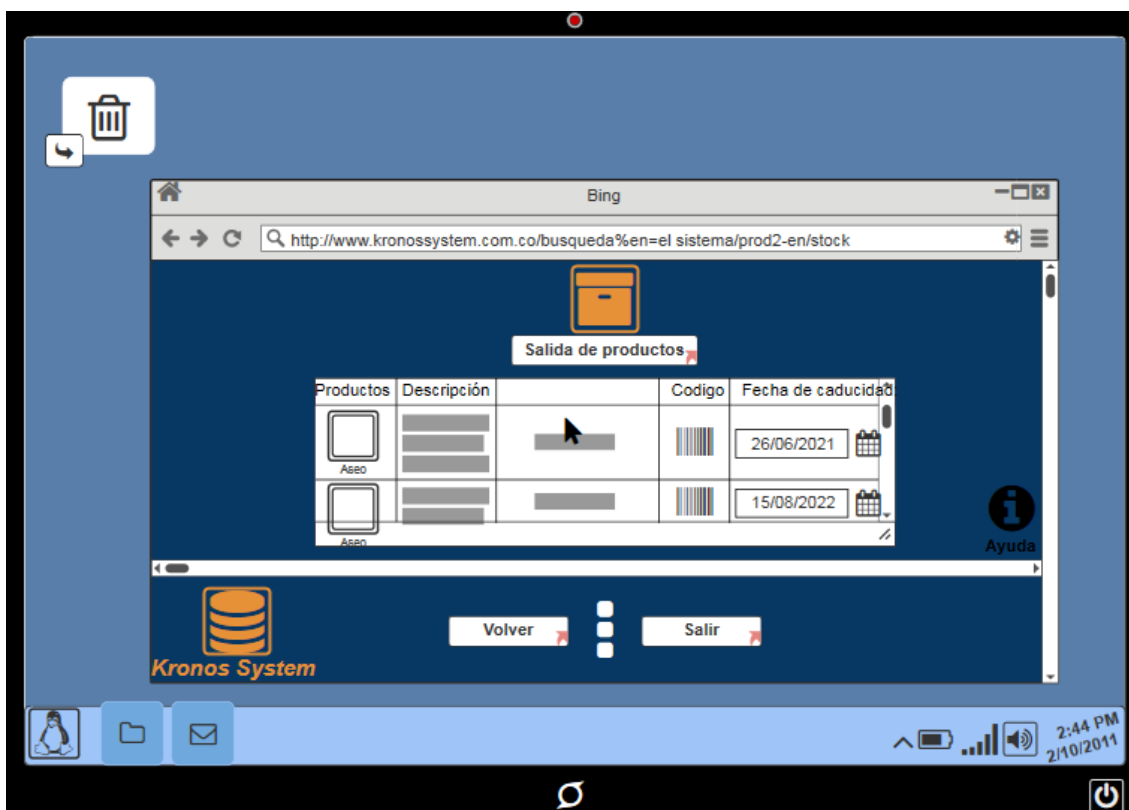 Bing
http://www.kronossystem.com.co/busqueda%en=el sistema/prod2-en/stock
Salida de productos
Productos Descripción Codigo Fecha de caducidad
Aseo 26/06/2021
15/08/2022
Aseo
Ayuda
Volver Salir
Kronos System
2:44 PM
2/10/2011